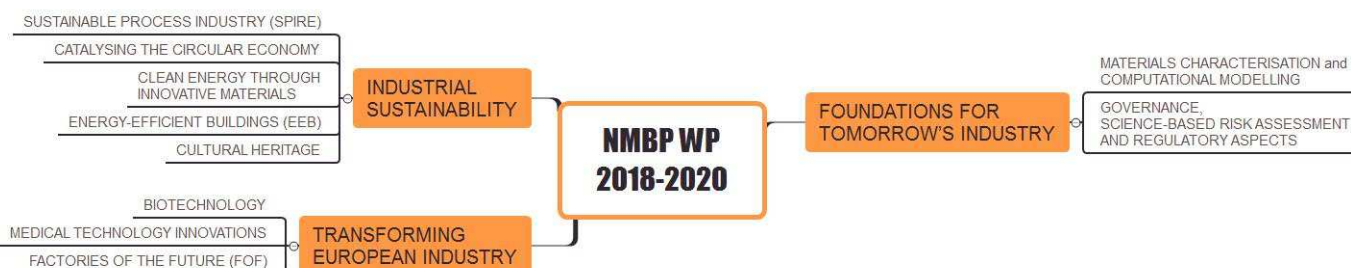 SUSTAINABLE PROCESS INDUSTRY (SPIRE)
CATALYSING THE CIRCULAR ECONOMY
CLEAN ENERGY THROUGH
INNOVATIVE MATERIALS
ENERGY-EFFICIENT BUILDINGS (EEB)
CULTURAL HERITAGE
INDUSTRIAL
SUSTAINABILITY
BIOTECHNOLOGY
MEDICAL TECHNOLOGY INNOVATIONS
FACTORIES OF THE FUTURE (FOF)
TRANSFORMING
EUROPEAN INDUSTRY
NMBP WP
2018-2020
FOUNDATIONS FOR
TOMORROW'S INDUSTRY
MATERIALS CHARACTERISATION and
COMPUTATIONAL MODELLING
GOVERNANCE,
SCIENCE-BASED RISK ASSESSMENT
AND REGULATORY ASPECTS